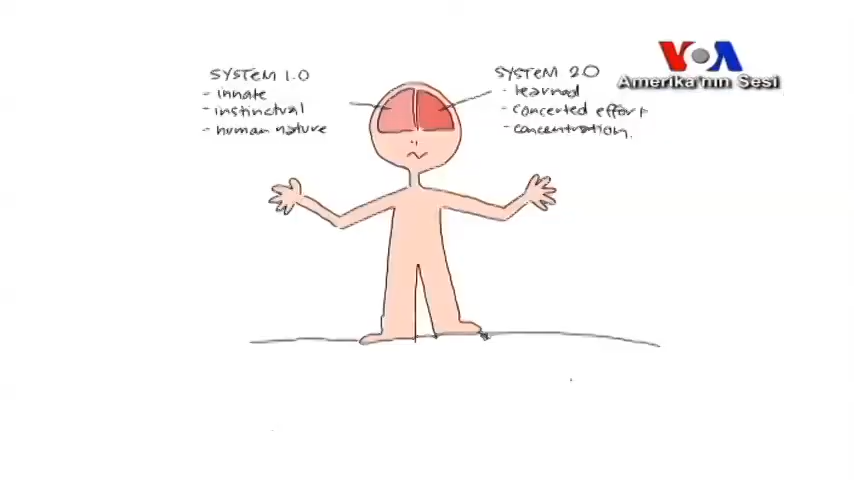 SYSTEM 1.0
- innate
- instinctual
- human nature
SYSTEM 2.0
- learned
- concerted effort
- concentration.
VOA
Amerika'nın Sesi